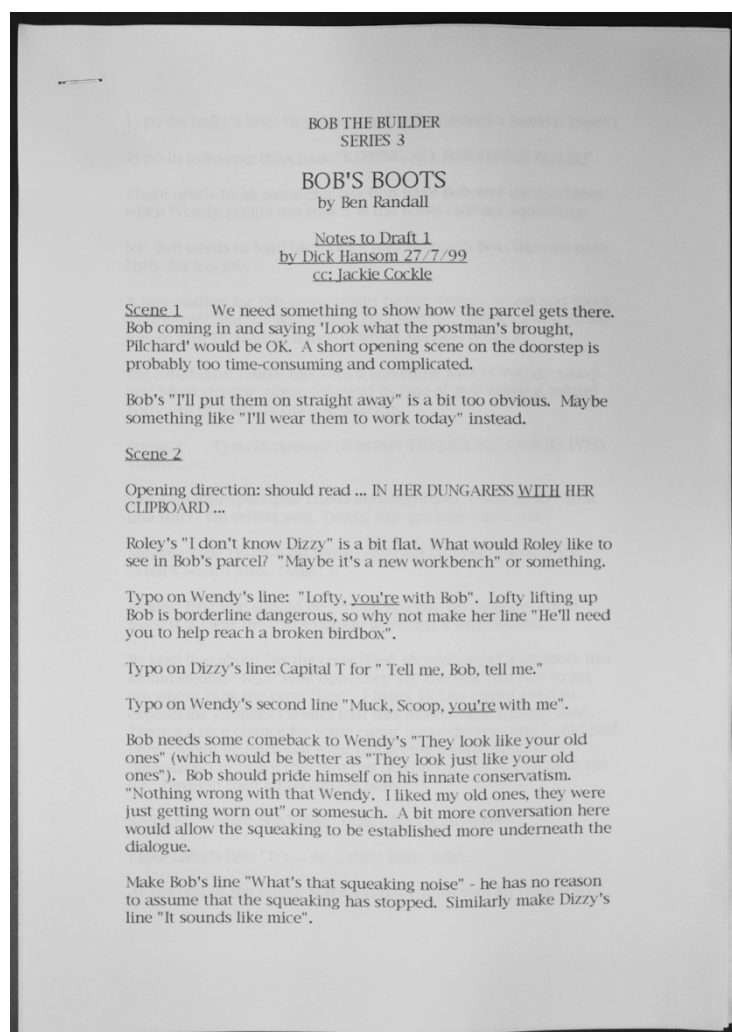 BOB THE BUILDER
SERIES 3
BOB'S BOOTS
by Ben Randall
Notes to Draft 1
by Dick Hansom 27/7/99
cc: Jackie Cockle
Scene 1 We need something to show how the parcel gets there.
Bob coming in and saying 'Look what the postman's brought,
Pilchard' would be OK. A short opening scene on the doorstep is
probably too time-consuming and complicated.
Bob's "I'll put them on straight away" is a bit too obvious. Maybe
something like "I'll wear them to work today" instead.
Scene 2
Opening direction: should read ... IN HER DUNGARESS WITH HER
CLIPBOARD ...
Roley's "I don't know Dizzy" is a bit flat. What would Roley like to
see in Bob's parcel? "Maybe it's a new workbench" or something.
Typo on Wendy's line: "Lofty, you're with Bob". Lofty lifting up
Bob is borderline dangerous, so why not make her line "He'll need
you to help reach a broken birdbox".
Typo on Dizzy's line: Capital T for " Tell me, Bob, tell me."
Typo on Wendy's second line "Muck, Scoop, you're with me".
Bob needs some comeback to Wendy's "They look like your old
ones" (which would be better as "They look just like your old
ones"). Bob should pride himself on his innate conservatism.
"Nothing wrong with that Wendy. I liked my old ones, they were
just getting worn out" or somesuch. A bit more conversation here
would allow the squeaking to be established more underneath the
dialogue.
Make Bob's line "What's that squeaking noise" - he has no reason
to assume that the squeaking has stopped. Similarly make Dizzy's
line "It sounds like mice".